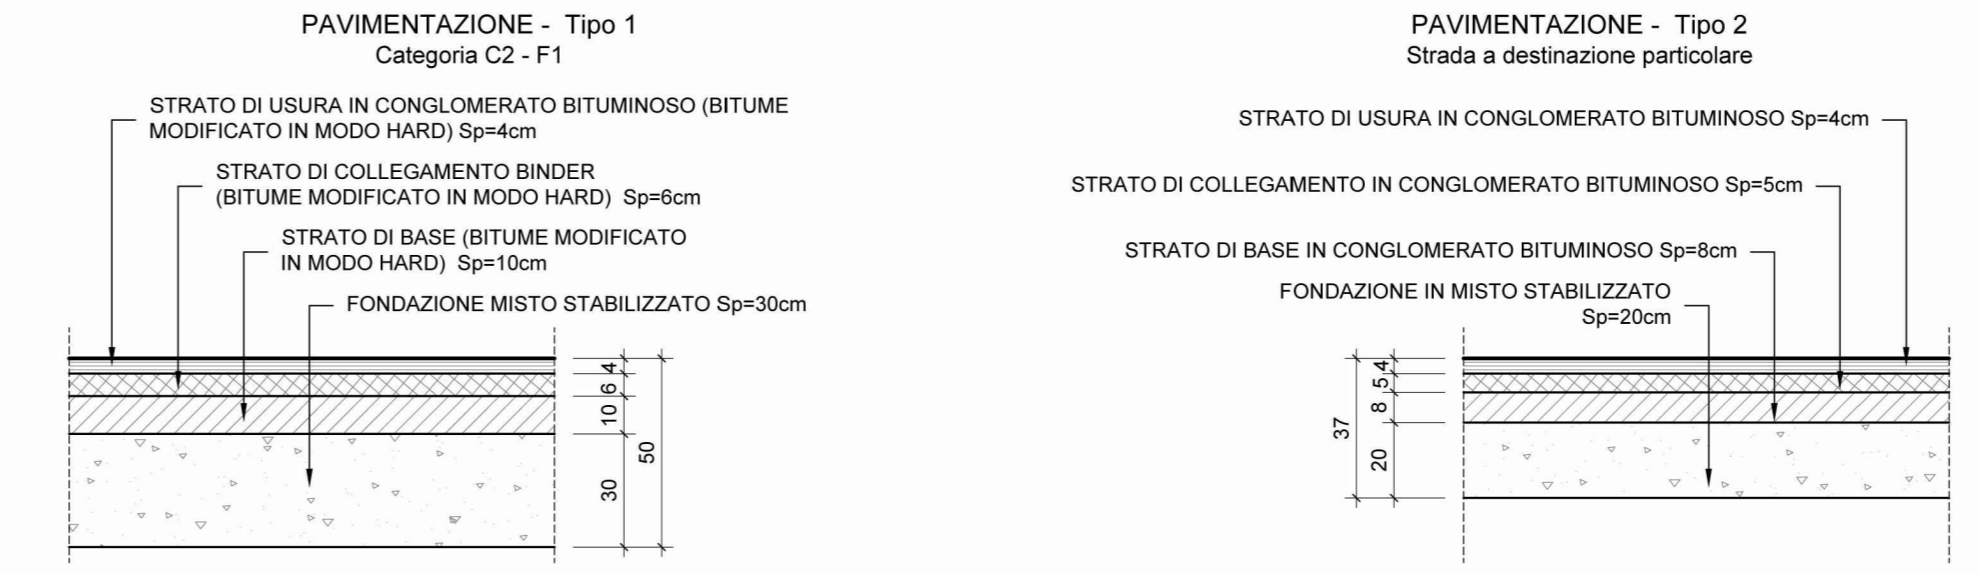 PAVIMENTAZIONE - Tipo 1
Categoria C2 - F1
STRATO DI USURA IN CONGLOMERATO BITUMINOSO (BITUME
MODIFICATO IN MODO HARD) Sp=4cm
STRATO DI COLLEGAMENTO BINDER
(BITUME MODIFICATO IN MODO HARD) Sp=6cm
STRATO DI BASE (BITUME MODIFICATO
IN MODO HARD) Sp=10cm
FONDAZIONE MISTO STABILIZZATO Sp=30cm
4
6
10
30
50
PAVIMENTAZIONE - Tipo 2
Strada a destinazione particolare
STRATO DI USURA IN CONGLOMERATO BITUMINOSO Sp=4cm
STRATO DI COLLEGAMENTO IN CONGLOMERATO BITUMINOSO Sp=5cm
STRATO DI BASE IN CONGLOMERATO BITUMINOSO Sp=8cm
FONDAZIONE IN MISTO STABILIZZATO
Sp=20cm
37
4
5
8
20